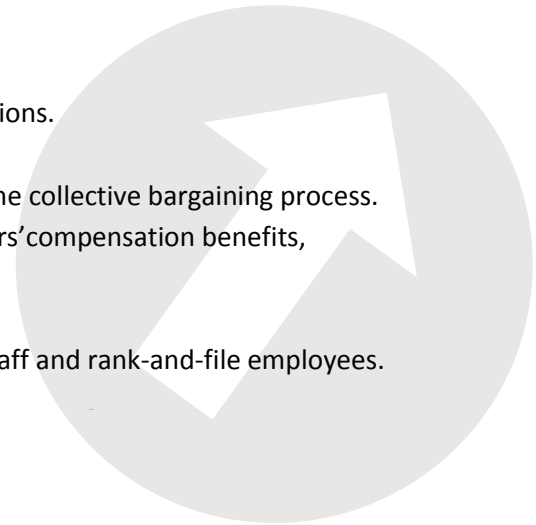 ions.
he collective bargaining process.
rs'compensation benefits,
aff and rank-and-file employees.